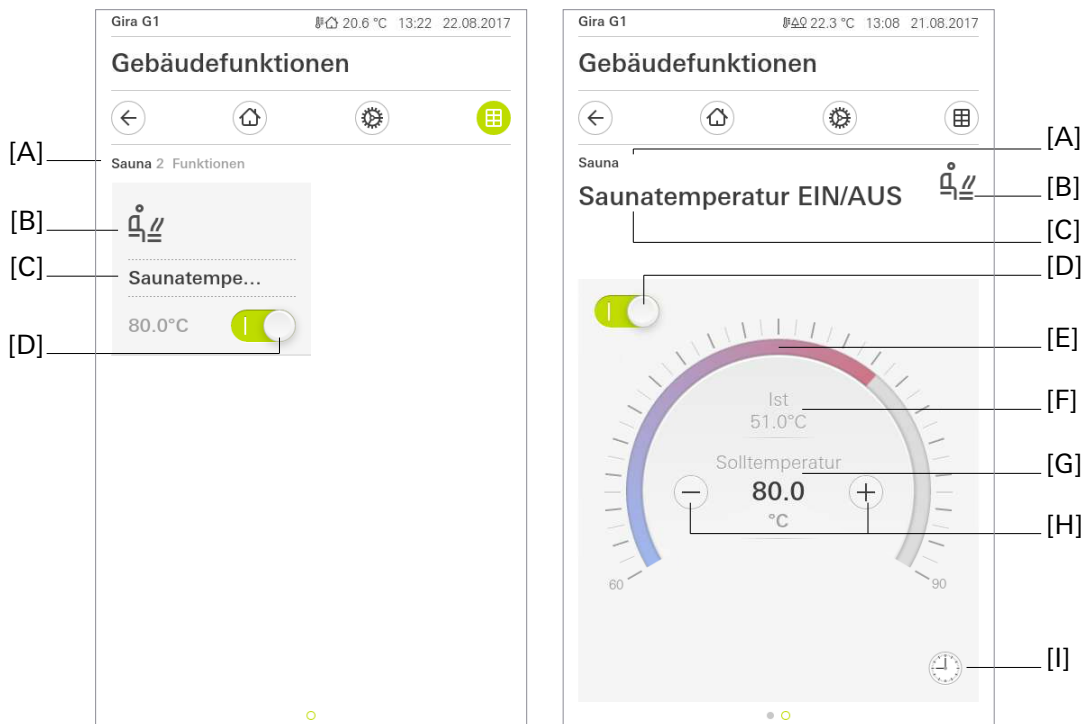 Gira G1 20.6 °C 13:22 22.08.2017
Gebäudefunktionen
[A]
Sauna 2 Funktionen
[B]
[C]
Saunatempe...
80.0°C
[D]
Gira G1 22.3 °C 13:08 21.08.2017
Gebäudefunktionen
[A]
Sauna
[B]
Saunatemperatur EIN/AUS
[C]
[D]
[E]
Ist
51.0°C
[F]
Solltemperatur
[G]
80.0
°C
[H]
60
90
[I]